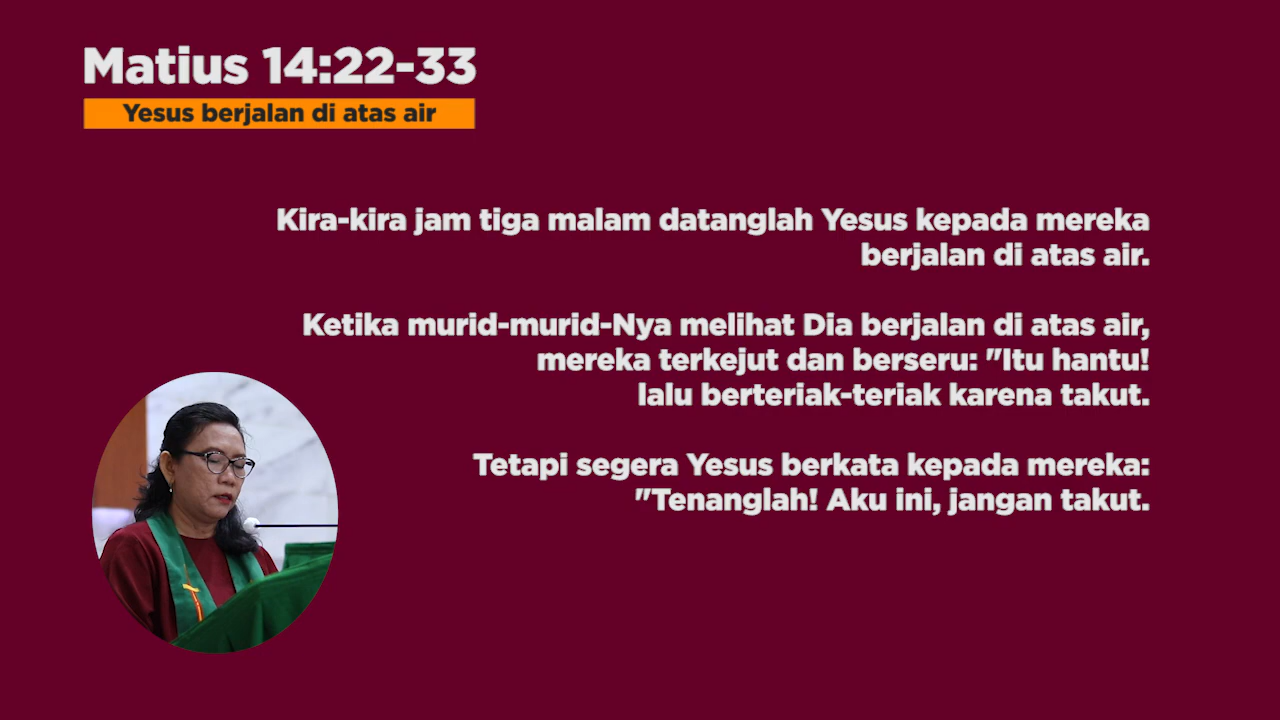 Matius 14:22-33
Yesus berjalan di atas air
Kira-kira jam tiga malam datanglah Yesus kepada mereka
berjalan di atas air.
Ketika murid-murid-Nya melihat Dia berjalan di atas air,
mereka terkejut dan berseru: "Itu hantu!
lalu berteriak-teriak karena takut.
Tetapi segera Yesus berkata kepada mereka:
"Tenanglah! Aku ini, jangan takut.